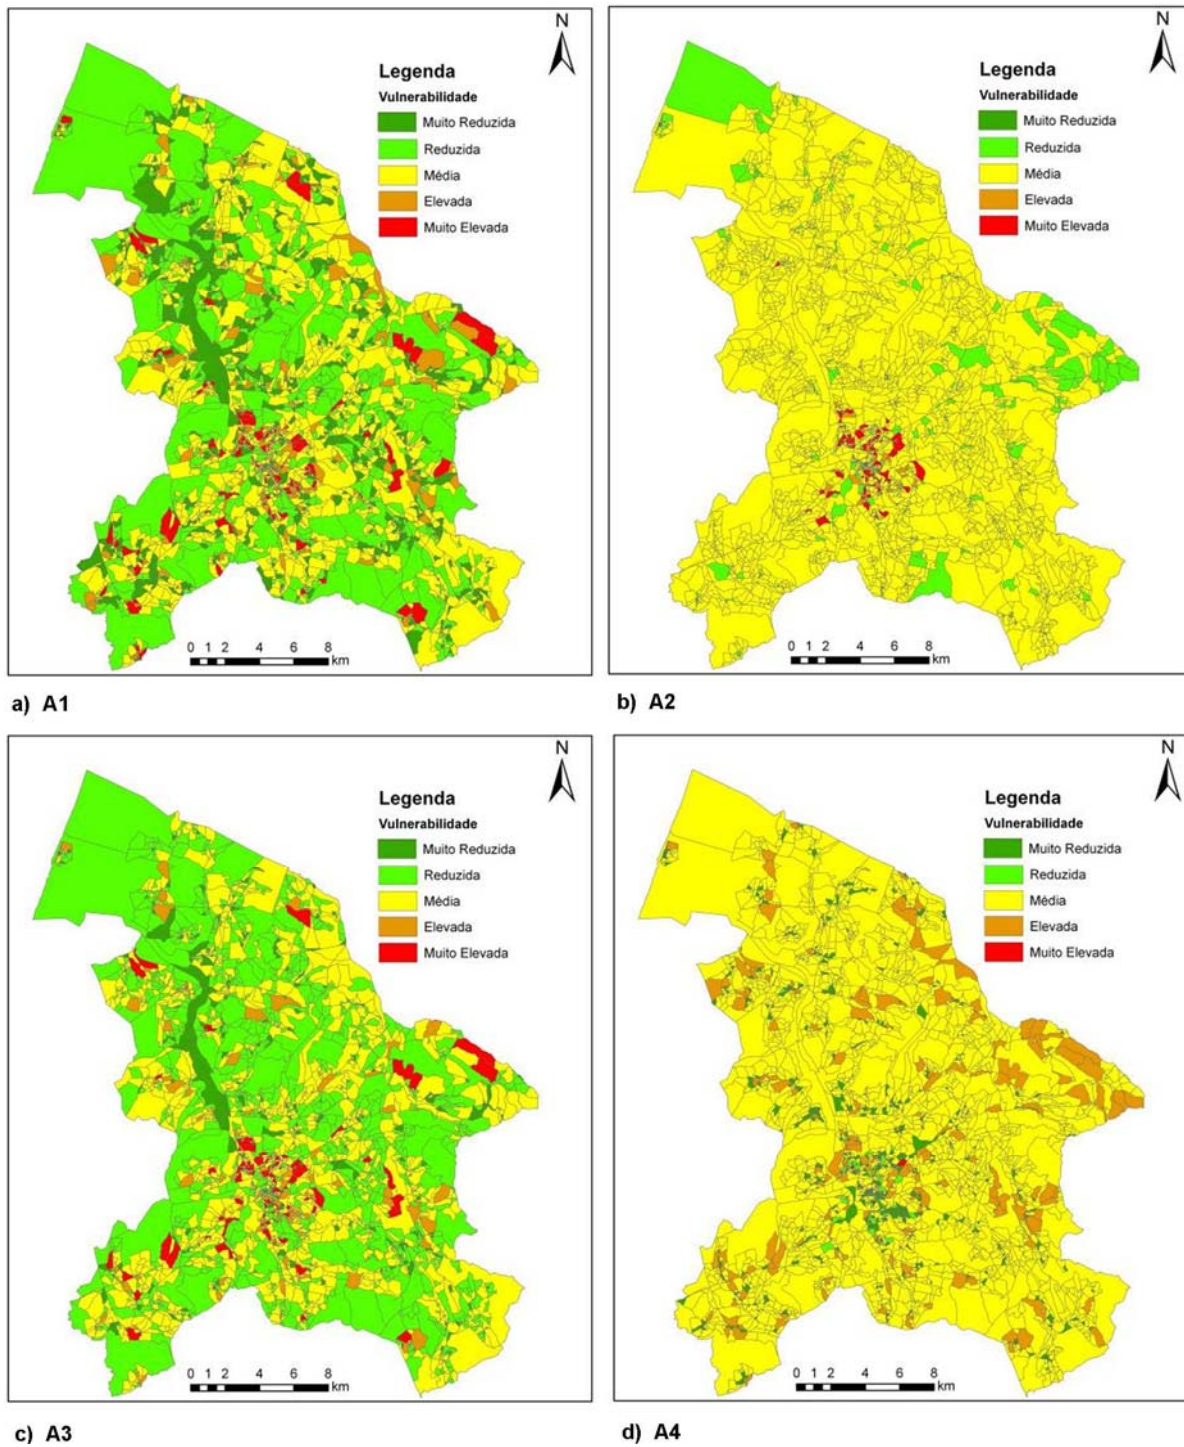 N
Legenda
Vulnerabilidade
Muito Reduzida
Reduzida
Média
Elevada
Muito Elevada
0 1 2 4 6 8
km
a) A1
N
Legenda
Vulnerabilidade
Muito Reduzida
Reduzida
Média
Elevada
Muito Elevada
0 1 2 4 6 8
km
b) A2
N
Legenda
Vulnerabilidade
Muito Reduzida
Reduzida
Média
Elevada
Muito Elevada
0 1 2 4 6 8
km
c) A3
N
Legenda
Vulnerabilidade
Muito Reduzida
Reduzida
Média
Elevada
Muito Elevada
0 1 2 4 6 8
km
d) A4